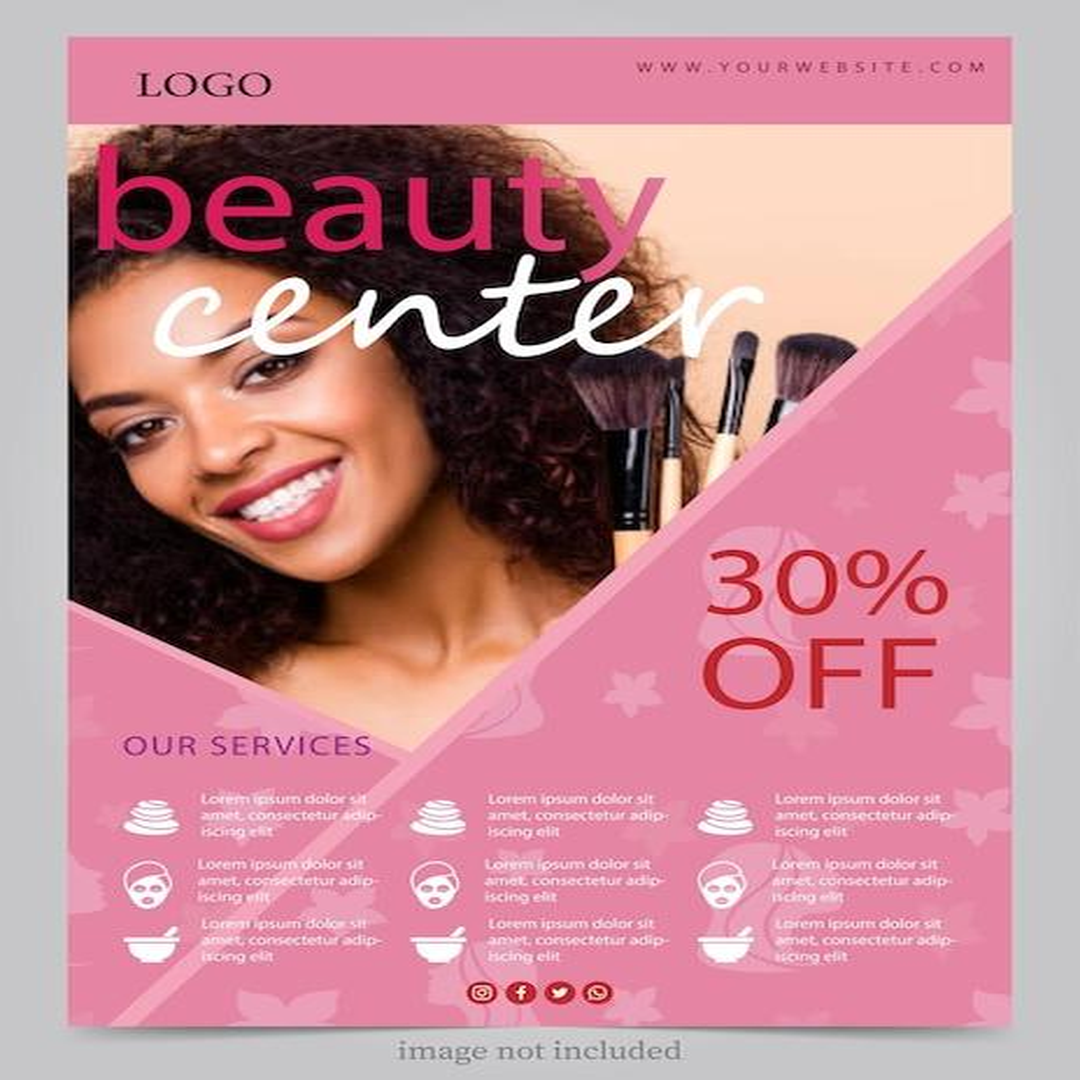 LOGO
WWW.YOURWEBSITE.COM
beauty
center
30%
OFF
OUR SERVICES
Lorem ipsum dolor sit
amet, consectetur adip-
iscing elit
Lorem ipsum dolor sit
amet, consectetur adip-
iscing elit
Lorem ipsum dolor sit
amet, consectetur adip-
iscing elit
Lorem ipsum dolor sit
amet, consectetur adip-
iscing elit
Lorem ipsum dolor sit
amet, consectetur adip-
iscing elit
Lorem ipsum dolor sit
amet, consectetur adip-
iscing elit
Lorem ipsum dolor sit
amet, consectetur adip-
iscing elit
Lorem ipsum dolor sit
amet, consectetur adip-
iscing elit
Lorem ipsum dolor sit
amet, consectetur adip-
iscing elit
image not included